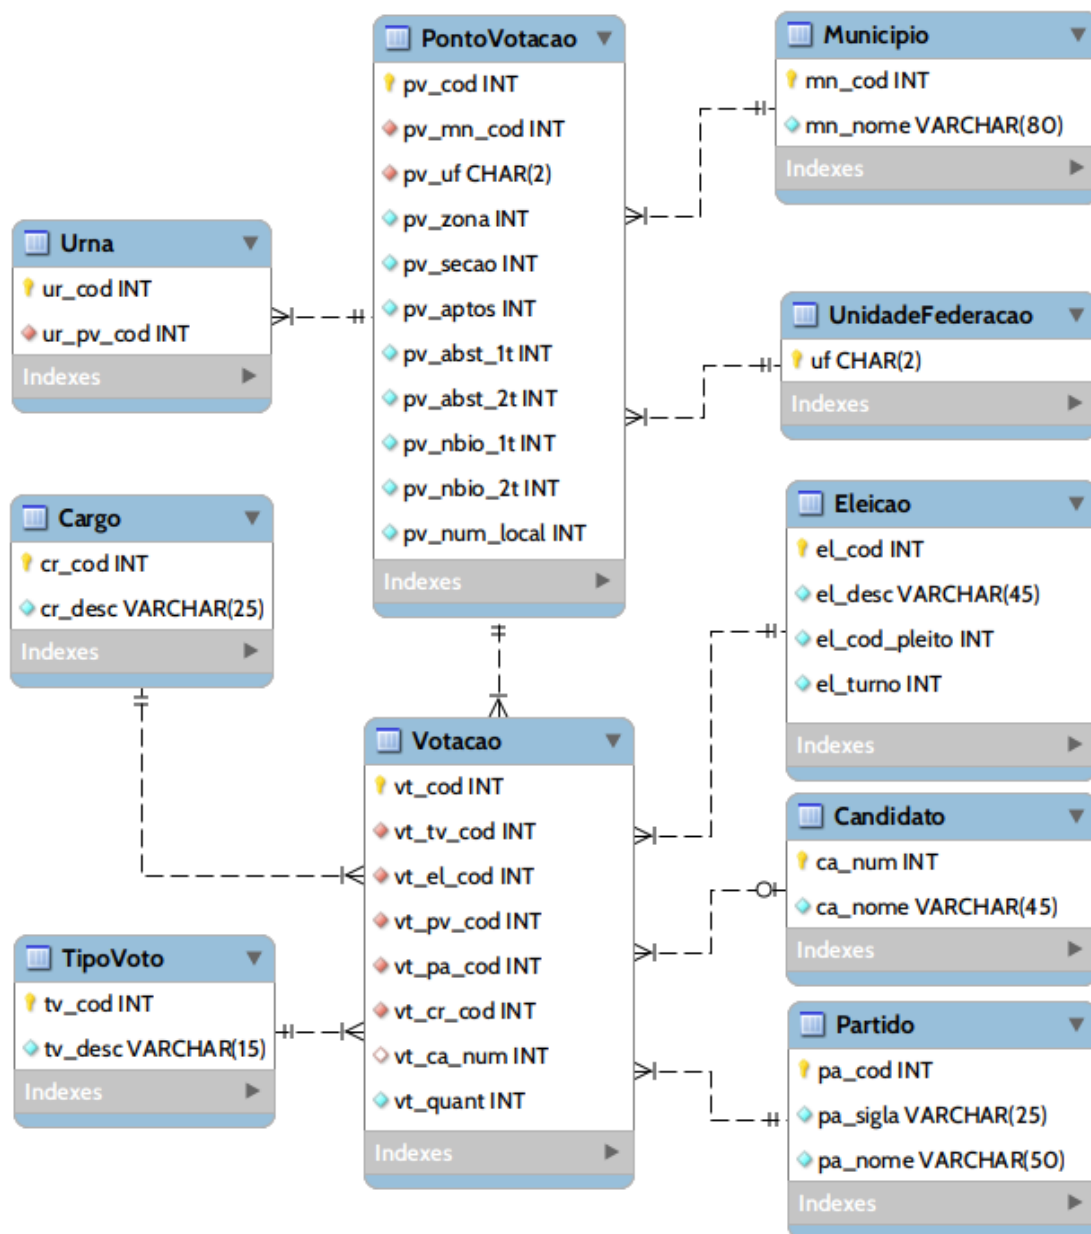 PontoVotacao
pv_cod INT
pv_mn_cod INT
pv_uf CHAR(2)
pv_zona INT
pv_secao INT
pv_aptos INT
pv_abst_1t INT
pv_abst_2t INT
pv_nbio_1t INT
pv_nbio_2t INT
pv_num_local INT
Indexes
Municipio
mn_cod INT
mn_nome VARCHAR(80)
Indexes
Urna
ur_cod INT
ur_pv_cod INT
Indexes
UnidadeFederacao
uf CHAR(2)
Indexes
Cargo
cr_cod INT
cr_desc VARCHAR(25)
Indexes
Eleicao
el_cod INT
el_desc VARCHAR(45)
el_cod_pleito INT
el_turno INT
Indexes
Votacao
vt_cod INT
vt_tv_cod INT
vt_el_cod INT
vt_pv_cod INT
vt_pa_cod INT
vt_cr_cod INT
vt_ca_num INT
vt_quant INT
Indexes
Candidato
ca_num INT
ca_nome VARCHAR(45)
Indexes
TipoVoto
tv_cod INT
tv_desc VARCHAR(15)
Indexes
Partido
pa_cod INT
pa_sigla VARCHAR(25)
pa_nome VARCHAR(50)
Indexes